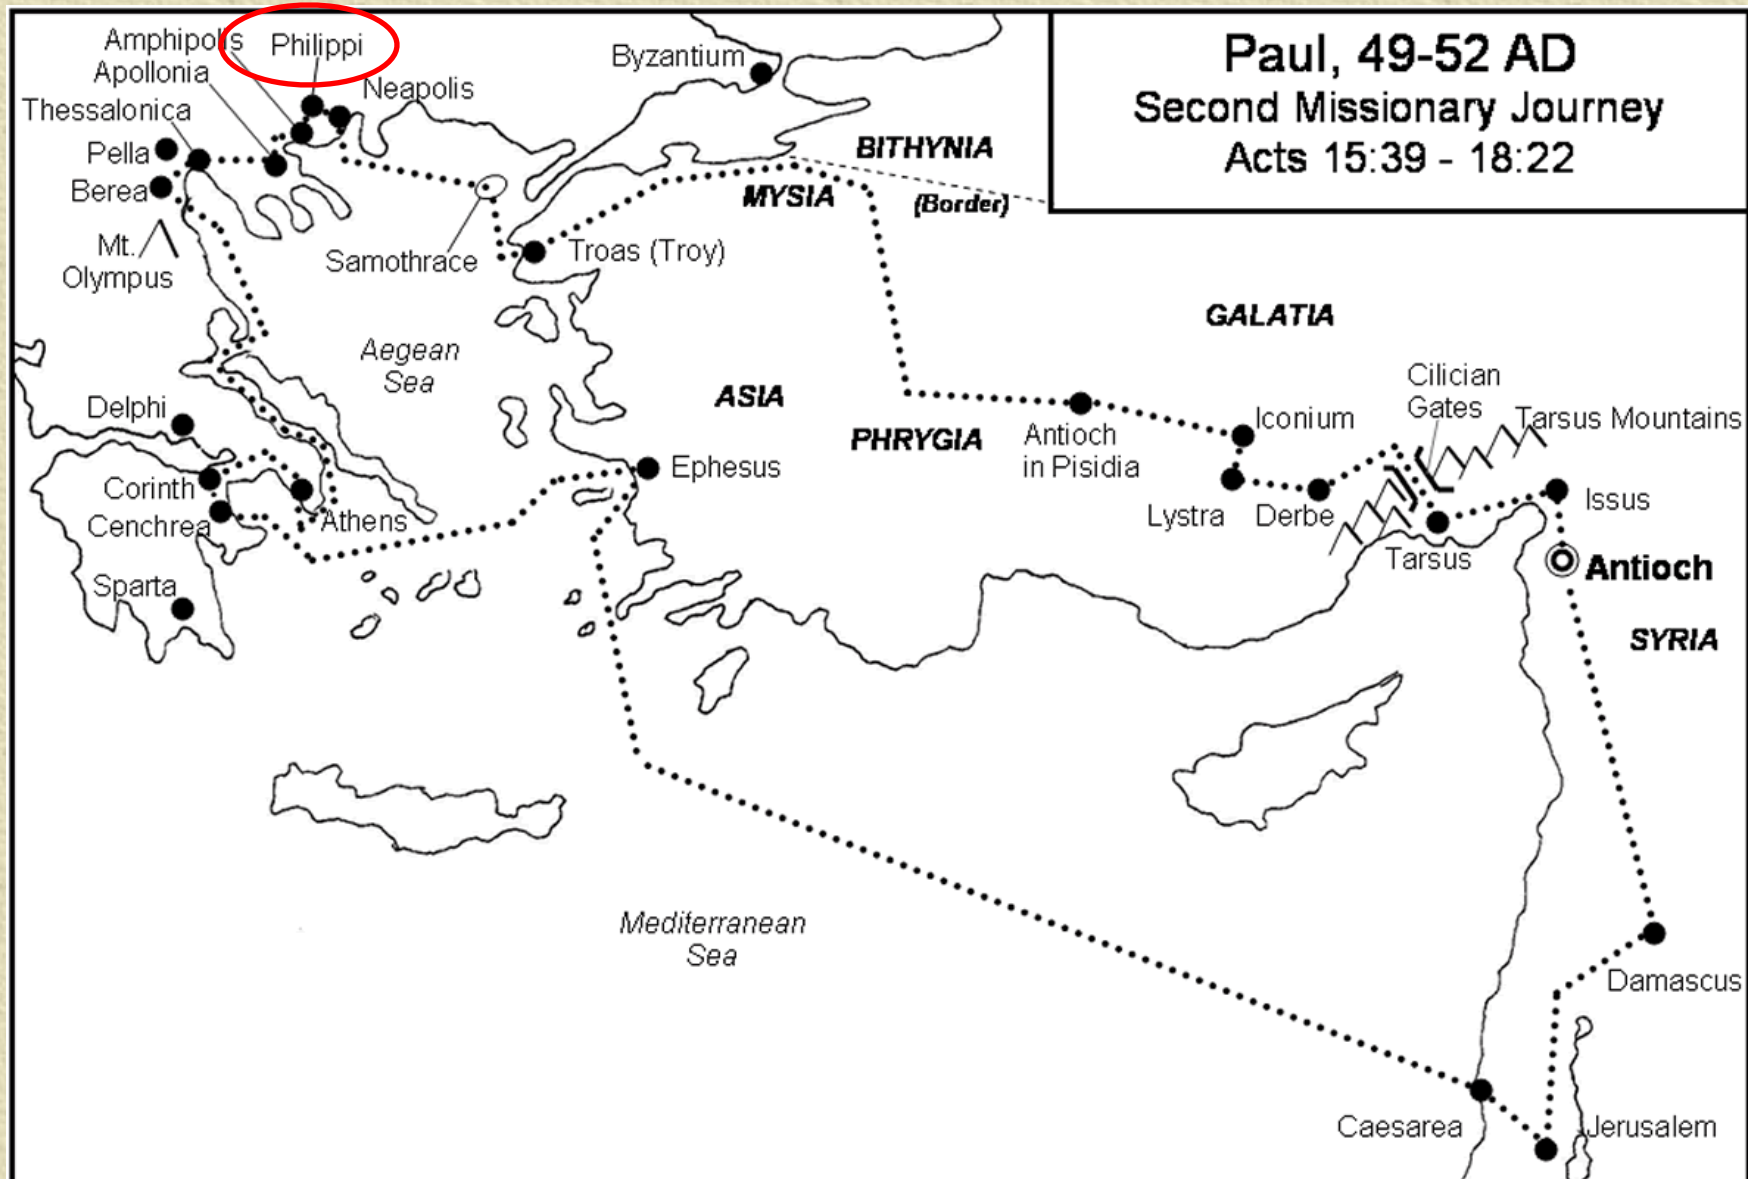 Paul, 49-52 AD
Second Missionary Journey
Acts 15:39 - 18:22
Amphipolis
Philippi
Apollonia
Neapolis
Byzantium
Thessalonica
Pella
Berea
BITHYNIA
MYSIA
(Border)
Mt.
Olympus
Samothrace
Troas (Troy)
GALATIA
Aegean
Sea
ASIA
PHRYGIA
Cilician
Gates
Tarsus Mountains
Delphi
Iconium
Antioch
in Pisidia
Ephesus
Corinth
Cenchrea
Athens
Lystra
Derbe
Issus
Tarsus
Antioch
Sparta
SYRIA
Mediterranean
Sea
Damascus
Caesarea
Jerusalem